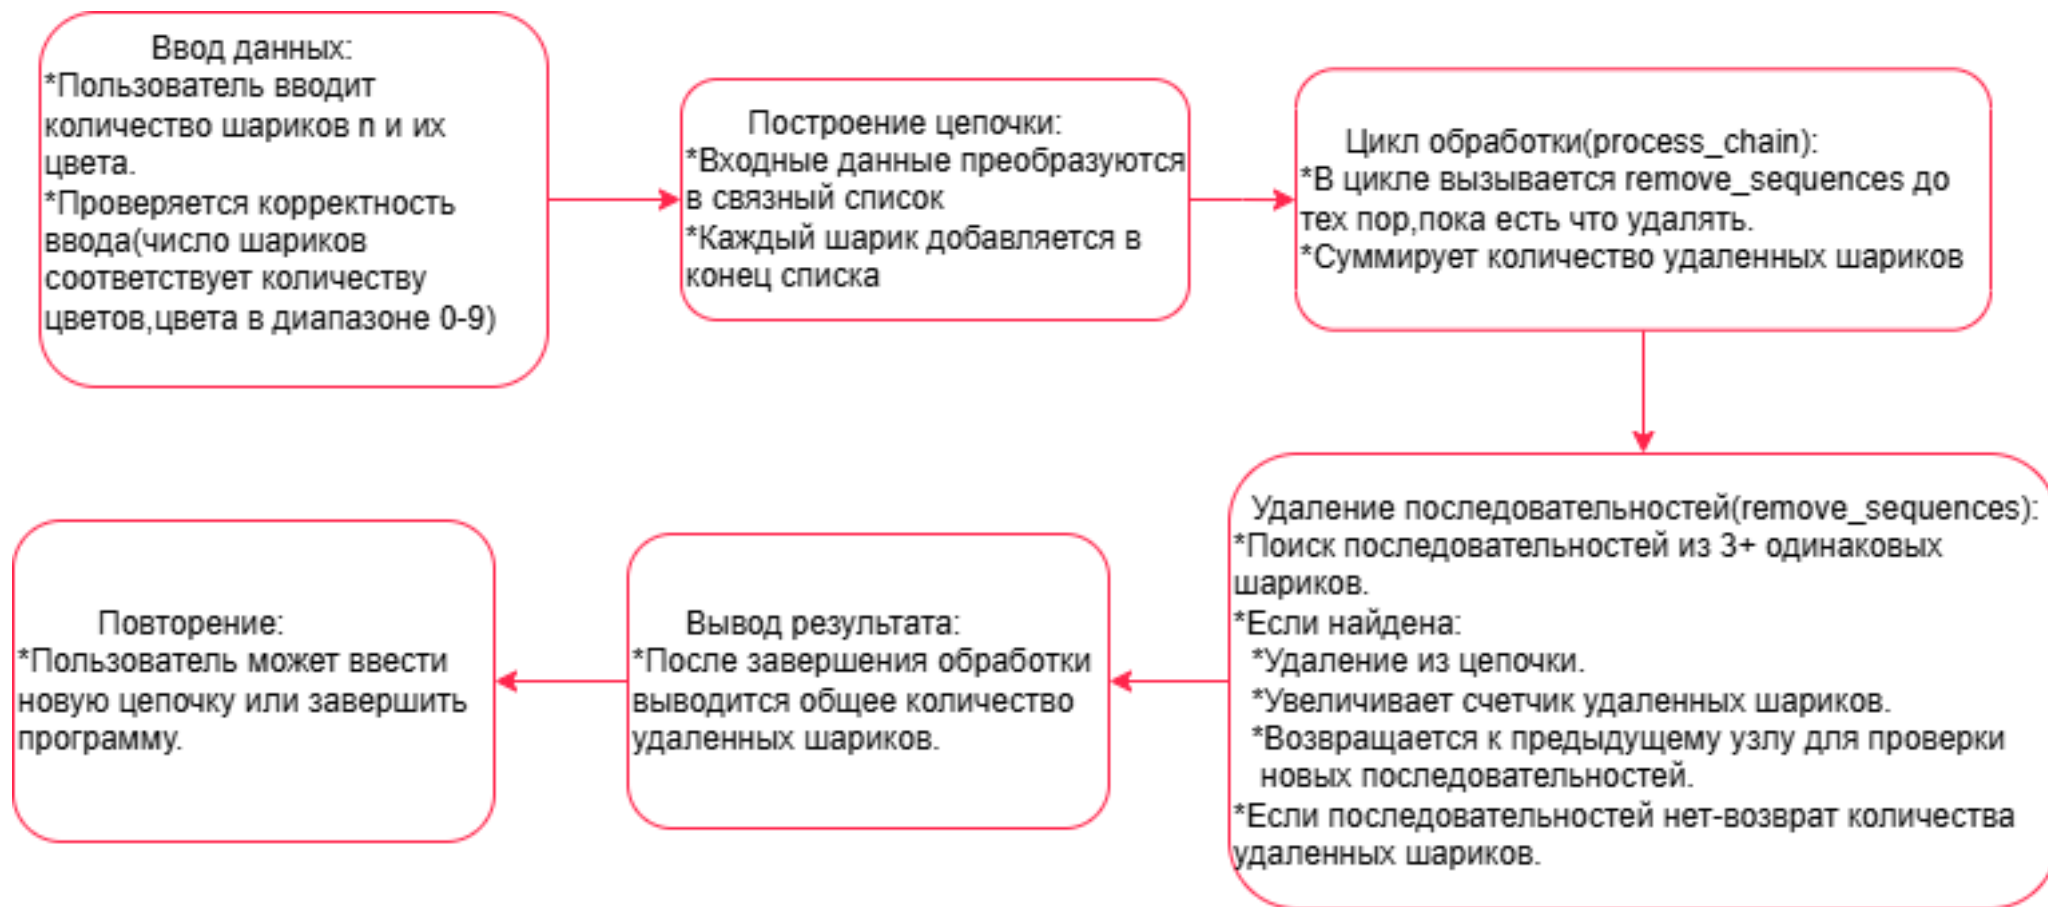 Ввод данных:
*Пользователь вводит
количество шариков n и их
цвета.
*Проверяется корректность
ввода(число шариков
соответствует количеству
цветов,цвета в диапазоне 0-9)
Построение цепочки:
*Входные данные преобразуются
в связный список
*Каждый шарик добавляется в
конец списка
Цикл обработки(process_chain):
*В цикле вызывается remove_sequences до
тех пор,пока есть что удалять.
*Суммирует количество удаленных шариков
Удаление последовательностей(remove_sequences):
*Поиск последовательностей из 3+ одинаковых
шариков.
*Если найдена:
*Удаление из цепочки.
*Увеличивает счетчик удаленных шариков.
*Возвращается к предыдущему узлу для проверки
новых последовательностей.
*Если последовательностей нет-возврат количества
удаленных шариков.
Вывод результата:
*После завершения обработки
выводится общее количество
удаленных шариков.
Повторение:
*Пользователь может ввести
новую цепочку или завершить
программу.